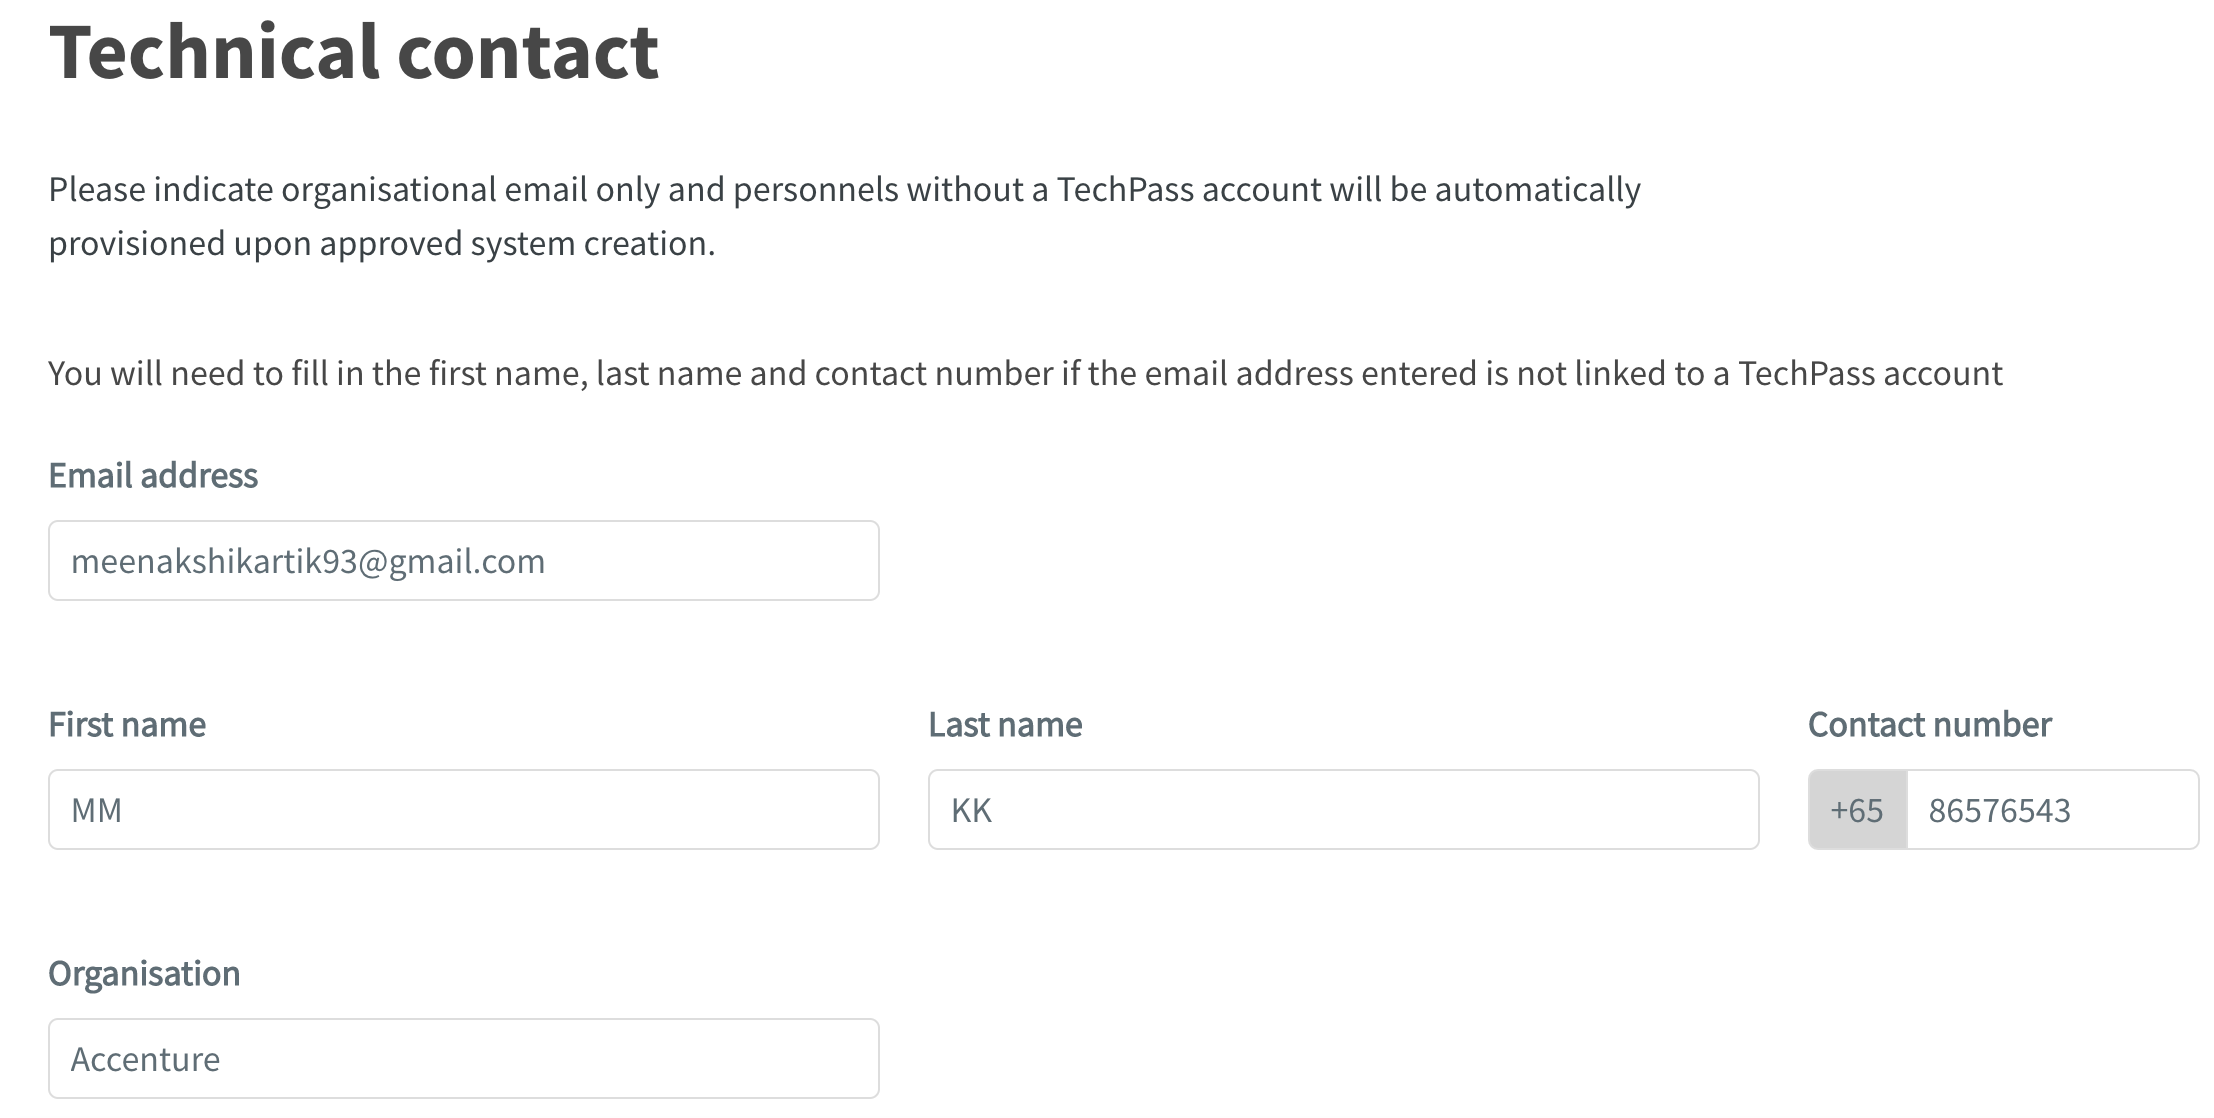 Technical contact
Please indicate organisational email only and personnels without a TechPass account will be automatically
provisioned upon approved system creation.
You will need to fill in the first name, last name and contact number if the email address entered is not linked to a TechPass account
Email address
meenakshikartik93@gmail.com
First name
Last name
Contact number
MM
KK
+65 86576543
Organisation
Accenture